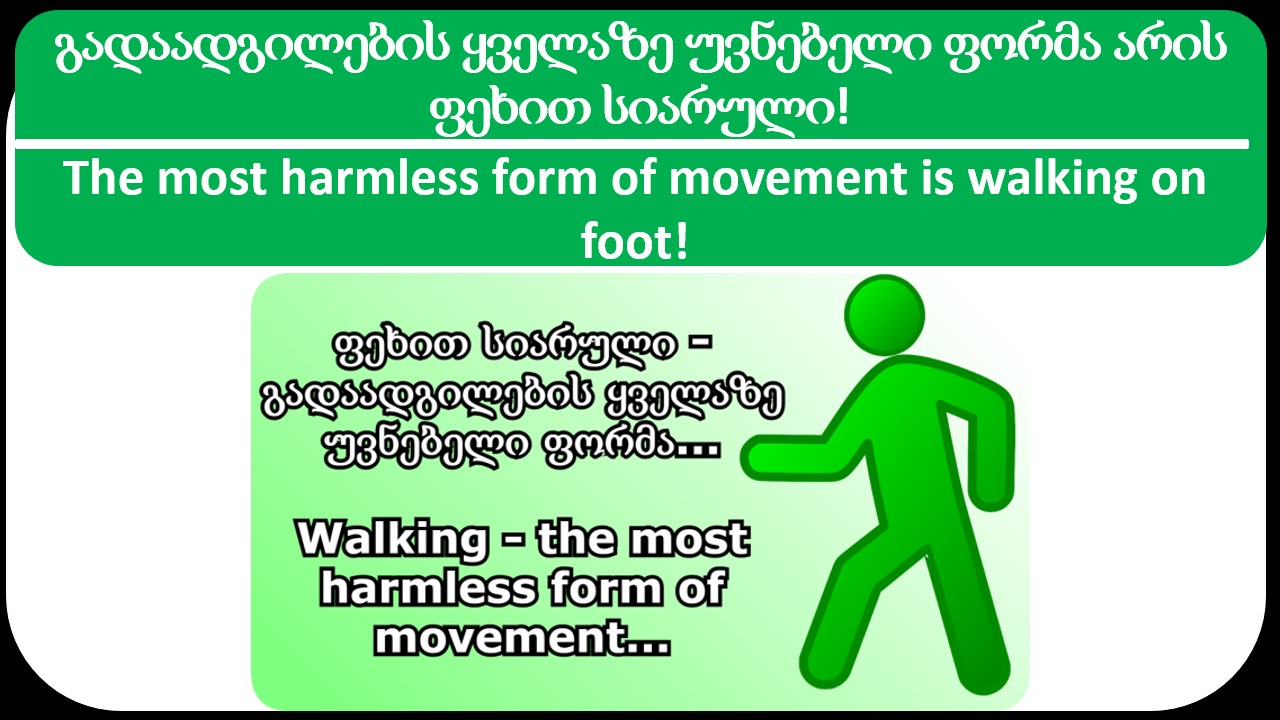 გადაადგილების ყველაზე უვნებელი ფორმა არის
ფეხით სიარული!
The most harmless form of movement is walking on
foot!
ფეხით სიარული -
გადაადგილების ყველაზე
უვნებელი ფორმა...
Walking - the most
harmless form of
movement...